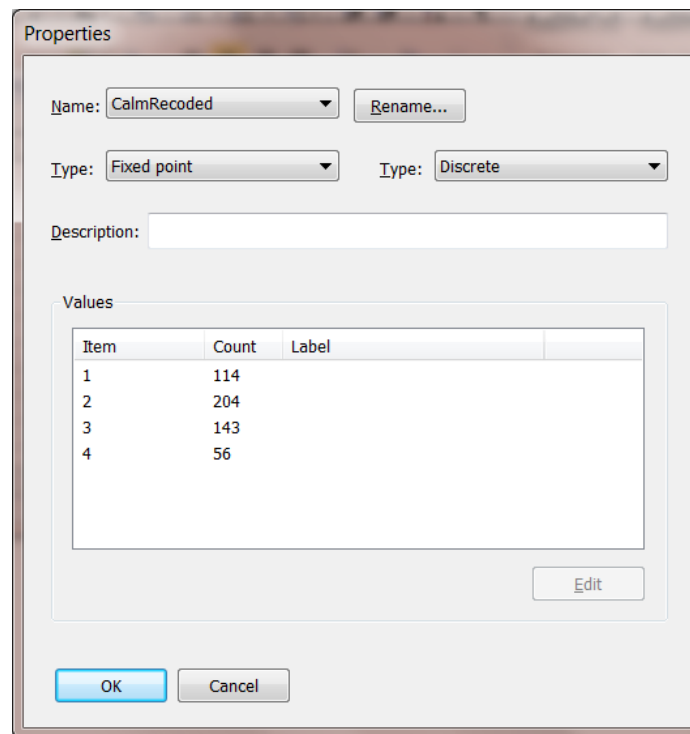 Properties
Name: CalmRecoded Rename...
Type: Fixed point Type: Discrete
Description:
Values
Item Count Label
1 114
2 204
3 143
4 56
Edit
OK Cancel